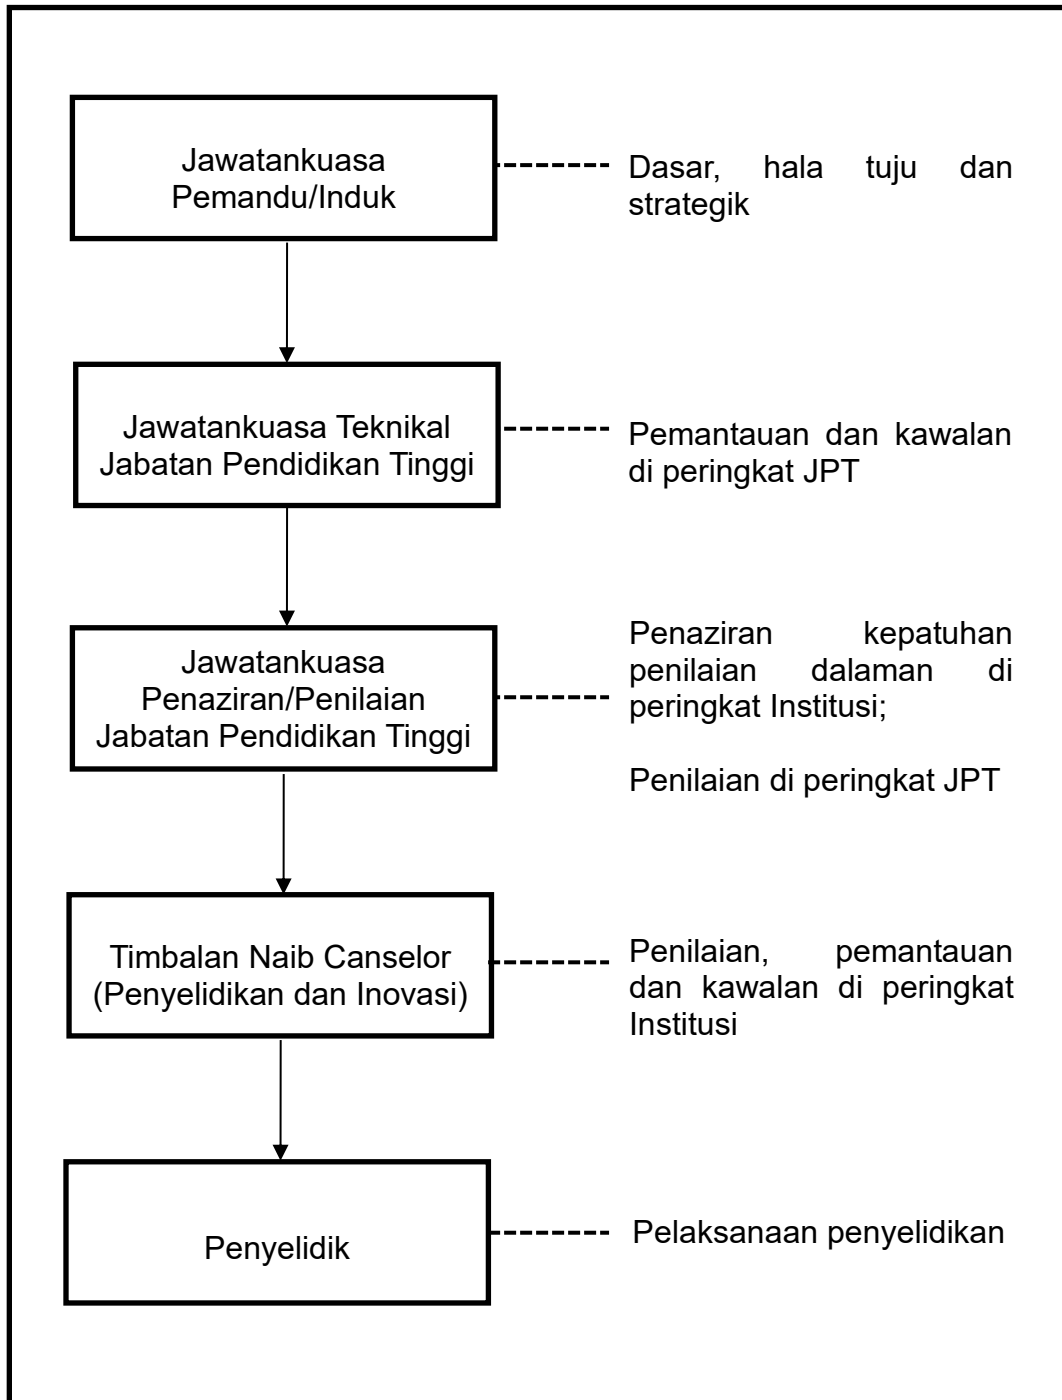 Jawatankuasa
Pemandu/Induk
Dasar, hala tuju dan
strategik
Jawatankuasa Teknikal
Jabatan Pendidikan Tinggi
Pemantauan dan kawalan
di peringkat JPT
Jawatankuasa
Penaziran/Penilaian
Jabatan Pendidikan Tinggi
Penaziran kepatuhan
penilaian dalaman di
peringkat Institusi;
Penilaian di peringkat JPT
Timbalan Naib Canselor
(Penyelidikan dan Inovasi)
Penilaian, pemantauan
dan kawalan di peringkat
Institusi
Penyelidik
Pelaksanaan penyelidikan